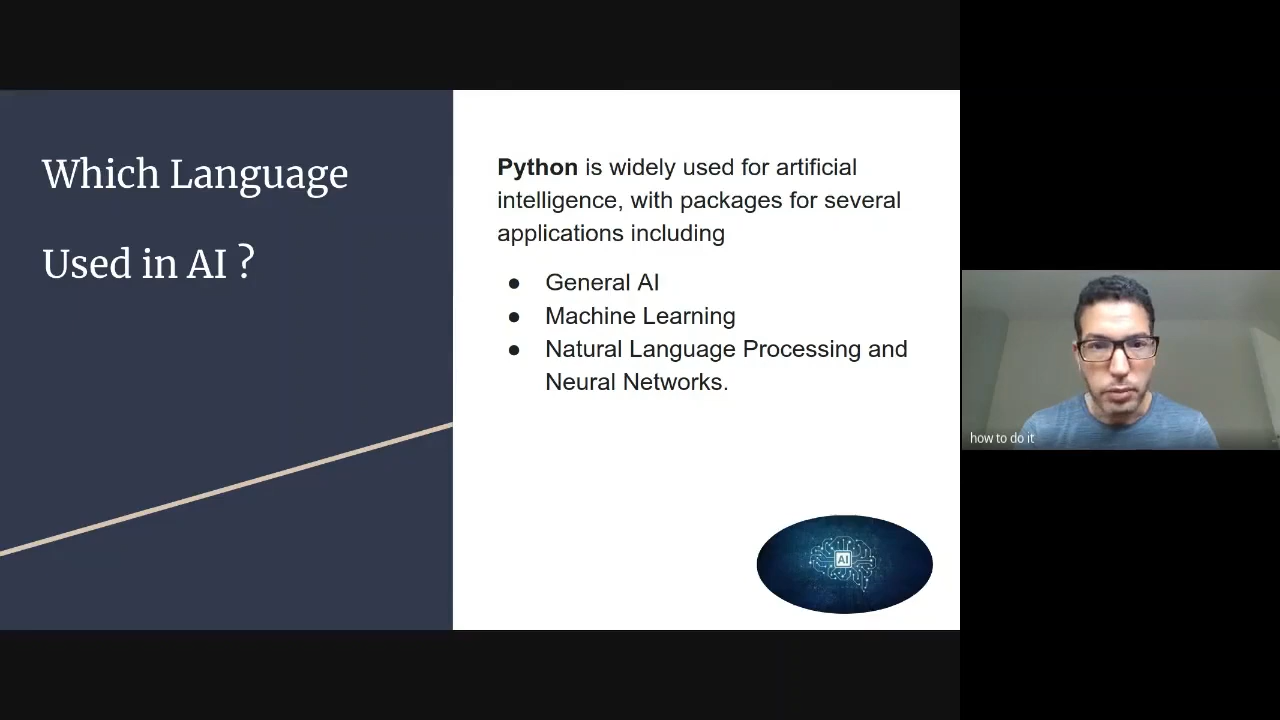 Which Language
Used in AI ?
Python is widely used for artificial
intelligence, with packages for several
applications including
● General AI
● Machine Learning
● Natural Language Processing and
Neural Networks.
AI
how to do it